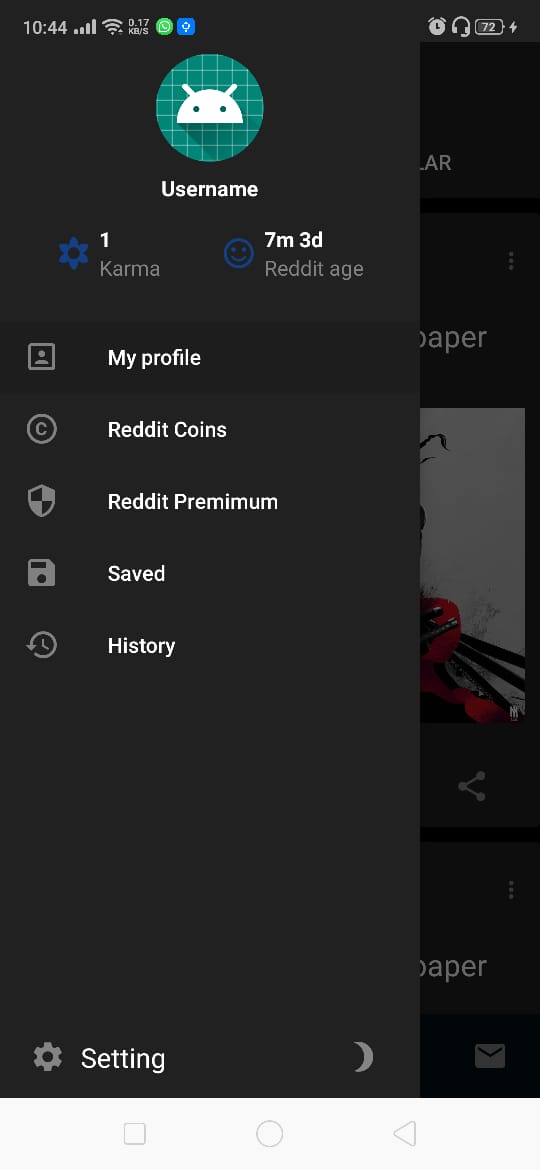 10:44 0.17 KB/S 72
LAR
Username
1 7m 3d
Karma Reddit age
My profile
paper
Reddit Coins
Reddit Premimum
Saved
History
paper
Setting